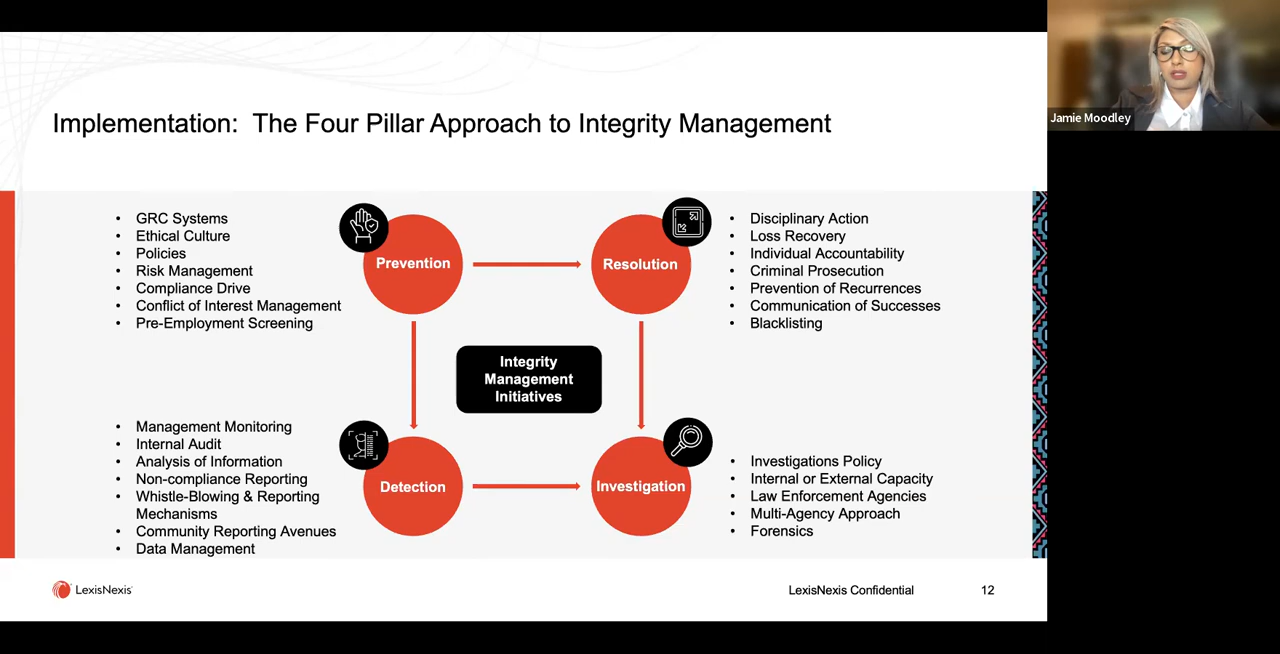 Implementation: The Four Pillar Approach to Integrity Management
Jamie Moodley
• GRC Systems
• Ethical Culture
• Policies
• Risk Management
• Compliance Drive
• Conflict of Interest Management
• Pre-Employment Screening
Prevention
Resolution
• Disciplinary Action
• Loss Recovery
• Individual Accountability
• Criminal Prosecution
• Prevention of Recurrences
• Communication of Successes
• Blacklisting
Integrity
Management
Initiatives
• Management Monitoring
• Internal Audit
• Analysis of Information
• Non-compliance Reporting
• Whistle-Blowing & Reporting
Mechanisms
• Community Reporting Avenues
• Data Management
Detection
Investigation
• Investigations Policy
• Internal or External Capacity
• Law Enforcement Agencies
• Multi-Agency Approach
• Forensics
LexisNexis
LexisNexis Confidential
12